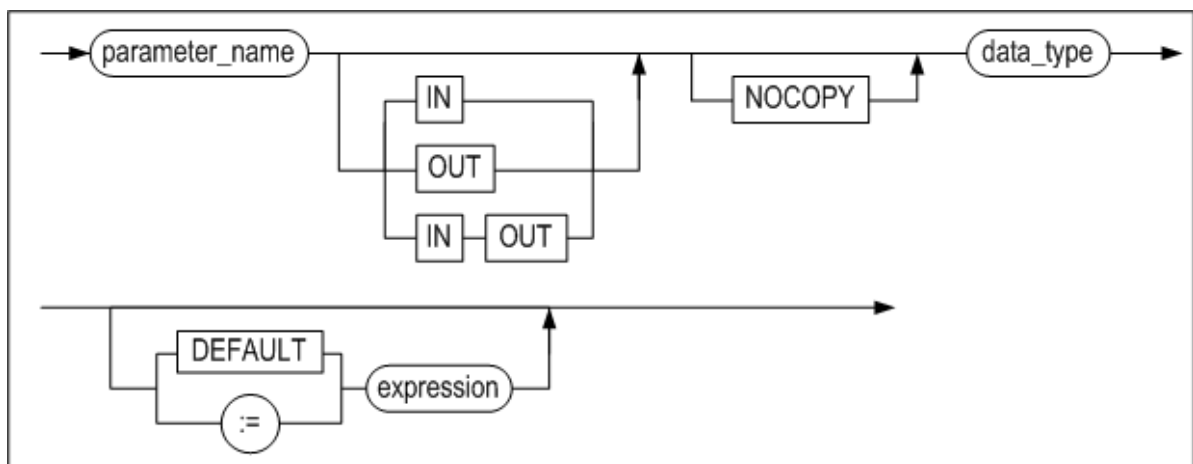 parameter_name data_type
IN NOCOPY
OUT
IN OUT
DEFAULT
expression
:=